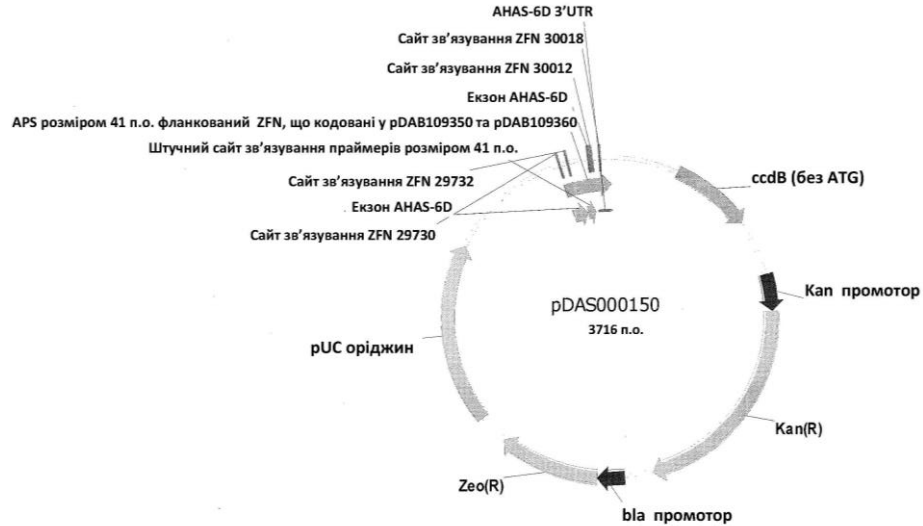 AHAS-6D 3'UTR
Сайт зв'язування ZFN 30018
Сайт зв'язування ZFN 30012
Екзон AHAS-6D
APS розміром 41 п.о. фланкований ZFN, що кодовані у pDAB109350 та pDAB109360
Штучний сайт зв'язування праймерів розміром 41 п.о.
Сайт зв'язування ZFN 29732
Екзон AHAS-6D
Сайт зв'язування ZFN 29730
ccdB (без ATG)
Kan промотор
pDAS000150
3716 п.о.
pUC оріджин
Kan(R)
Zeo(R)
bla промотор